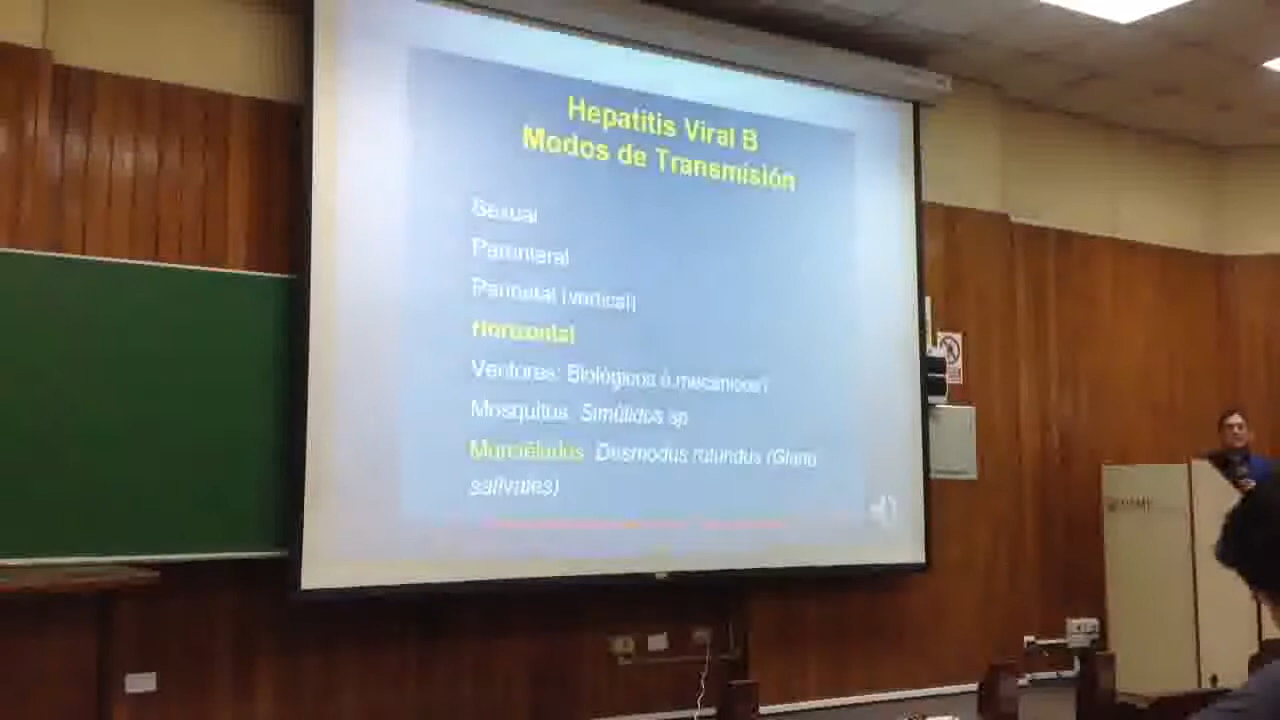 Hepatitis Viral B
Modos de Transmisión
Sexual
Parenteral
Perinatal (vertical)
Horizontal
Vectores: Biológicos ó mecánicos?
Mosquitos: Simúlidos sp
Murciélagos: Desmodus rotundus (Gland
salivales)